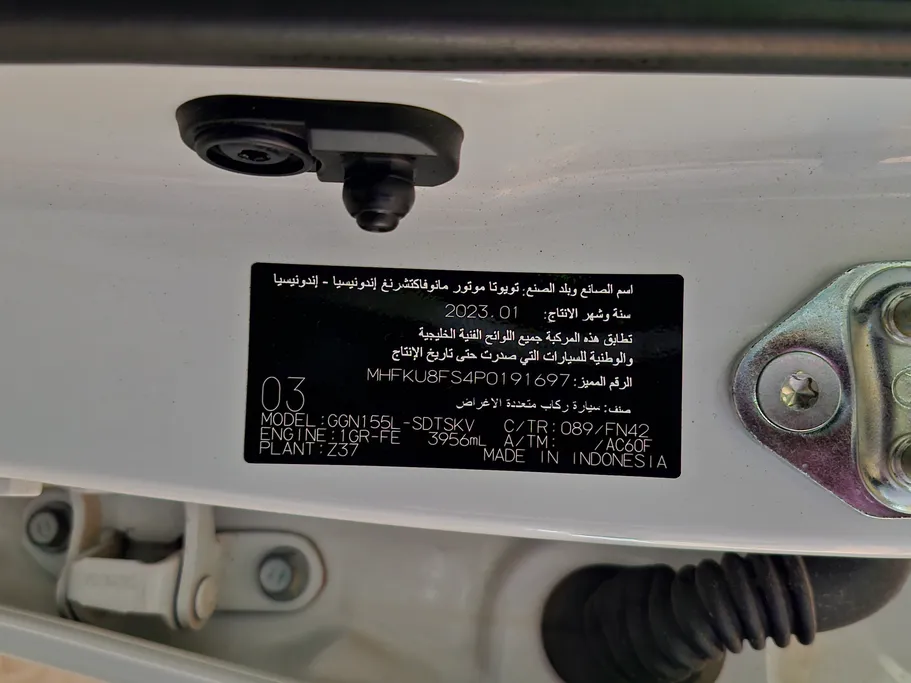 اسم الصانع وبلد الصنع: تويوتا موتور مانوفاكتشرنغ إندونيسيا - إندونيسيا
سنة وشهر الانتاج: 2023.01
تطابق هذه المركبة جميع اللوائح الفنية الخليجية
والوطنية للسيارات التي صدرت حتى تاريخ الإنتاج
الرقم المميز: MHFKU8FS4P0191697
صنف: سيارة ركاب متعددة الاغراض
03
MODEL:GGN155L-SDTSKV C/TR:089/FN42
ENGINE:1GR-FE 3956mL A/TM: /AC60F
PLANT:Z37 MADE IN INDONESIA